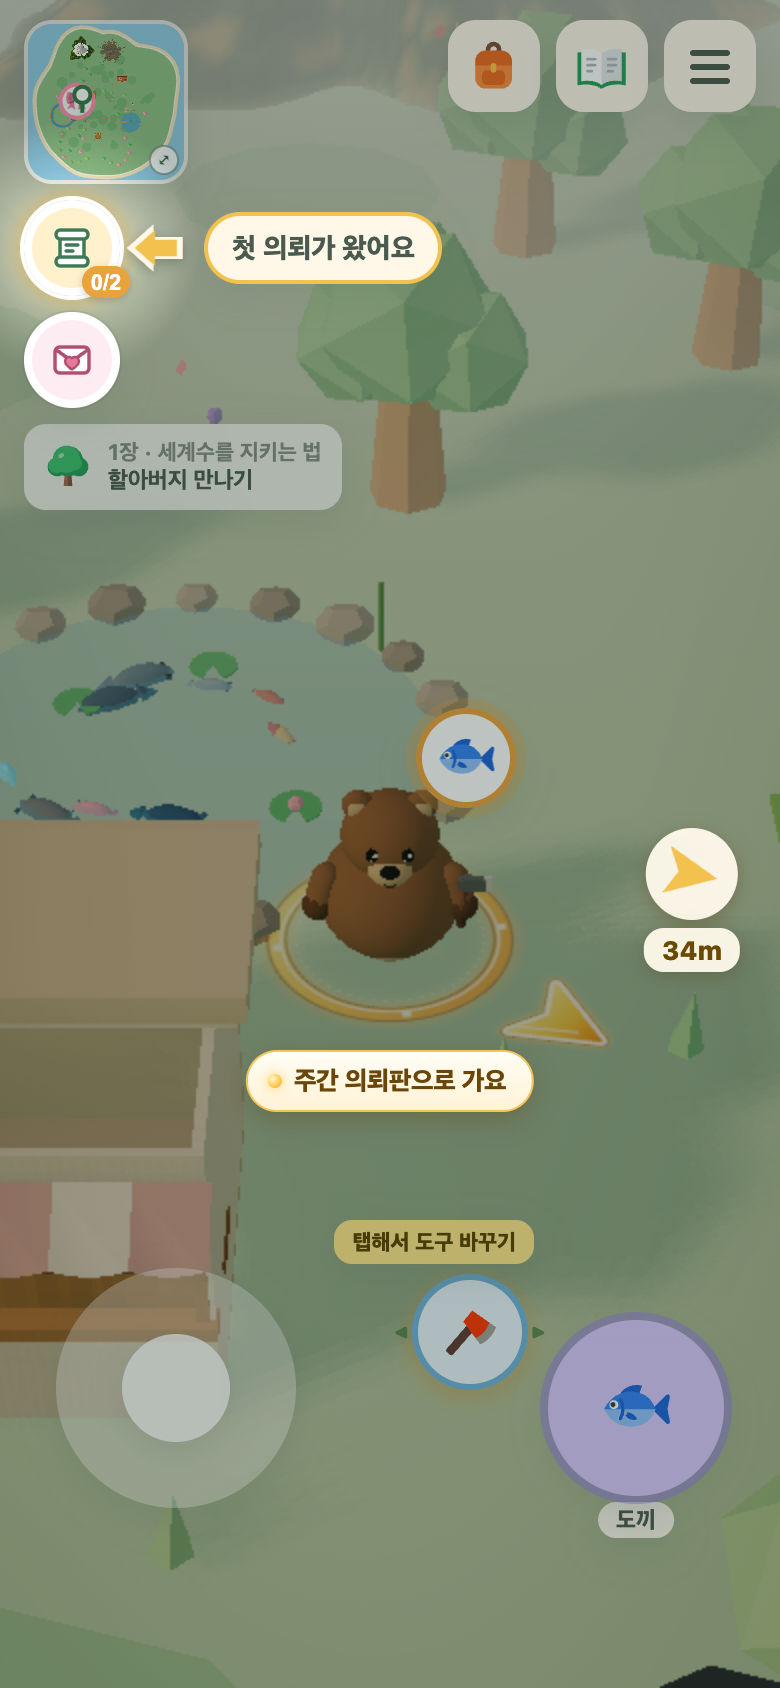 첫 의뢰가 왔어요
0/2
1장 · 세계수를 지키는 법
할아버지 만나기
34m
주간 의뢰판으로 가요
탭해서 도구 바꾸기
도끼